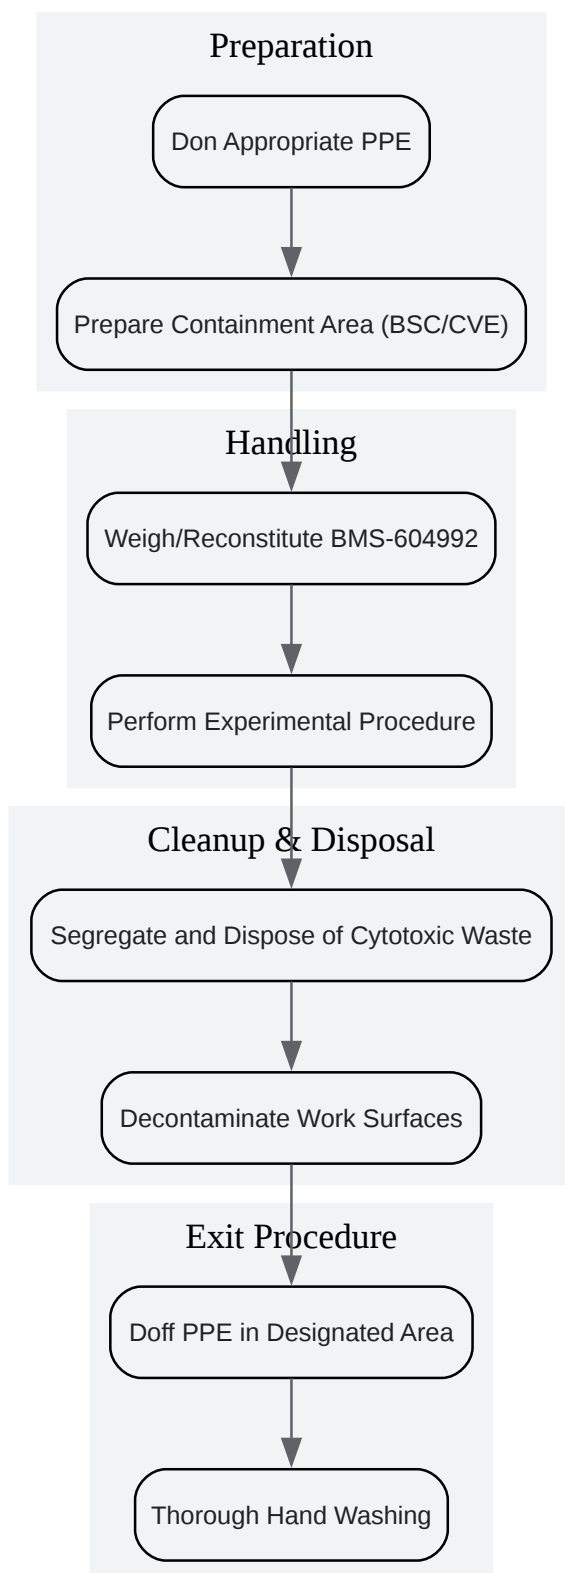 Preparation
Don Appropriate PPE
Prepare Containment Area (BSC/CVE)
Handling
Weigh/Reconstitute BMS-604992
Perform Experimental Procedure
Cleanup & Disposal
Segregate and Dispose of Cytotoxic Waste
Decontaminate Work Surfaces
Exit Procedure
Doff PPE in Designated Area
Thorough Hand Washing